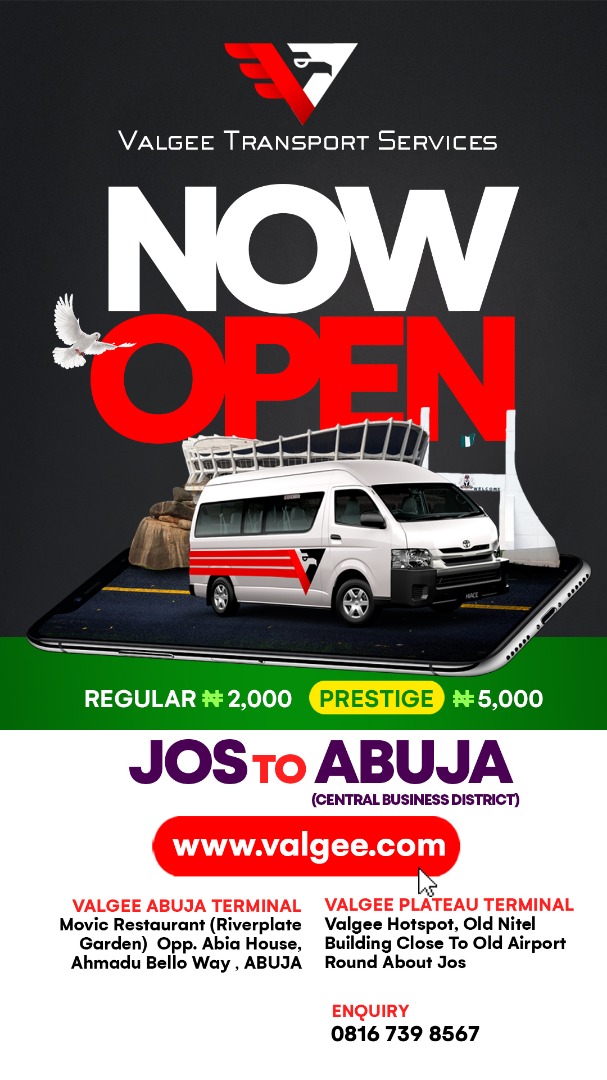 VALGEE TRANSPORT SERVICES
NOW
OPEN
WELCOME
HIACE
REGULAR ₦2,000 PRESTIGE ₦5,000
JOS TO ABUJA
(CENTRAL BUSINESS DISTRICT)
www.valgee.com
VALGEE ABUJA TERMINAL
Movic Restaurant (Riverplate
Garden) Opp. Abia House,
Ahmadu Bello Way , ABUJA
VALGEE PLATEAU TERMINAL
Valgee Hotspot, Old Nitel
Building Close To Old Airport
Round About Jos
ENQUIRY
0816 739 8567